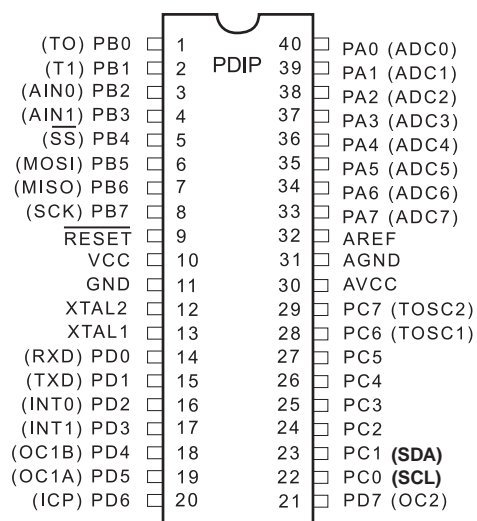 (TO) PB0 1 40 PA0 (ADC0)
(T1) PB1 2 PDIP 39 PA1 (ADC1)
(AIN0) PB2 3 38 PA2 (ADC2)
(AIN1) PB3 4 37 PA3 (ADC3)
(SS) PB4 5 36 PA4 (ADC4)
(MOSI) PB5 6 35 PA5 (ADC5)
(MISO) PB6 7 34 PA6 (ADC6)
(SCK) PB7 8 33 PA7 (ADC7)
RESET 9 32 AREF
VCC 10 31 AGND
GND 11 30 AVCC
XTAL2 12 29 PC7 (TOSC2)
XTAL1 13 28 PC6 (TOSC1)
(RXD) PD0 14 27 PC5
(TXD) PD1 15 26 PC4
(INT0) PD2 16 25 PC3
(INT1) PD3 17 24 PC2
(OC1B) PD4 18 23 PC1 (SDA)
(OC1A) PD5 19 22 PC0 (SCL)
(ICP) PD6 20 21 PD7 (OC2)